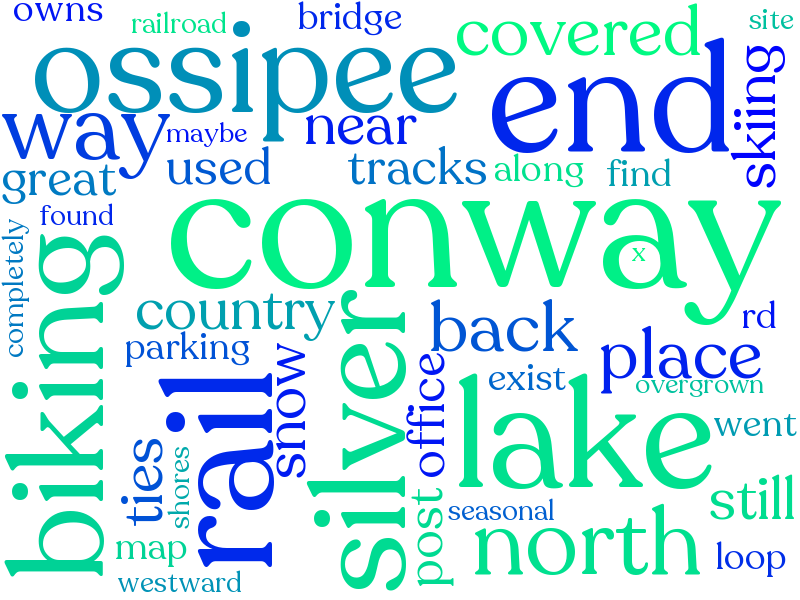 owns
railroad
bridge
covered
site
ossipee
end
skiing
way
maybe
near
used
tracks
along
find
great
found
conway
x
completely
biking
country
parking
silver
back
rd
place
exist
overgrown
rail
snow
office
lake
went
ties
shores
post
seasonal
still
map
north
loop
westward